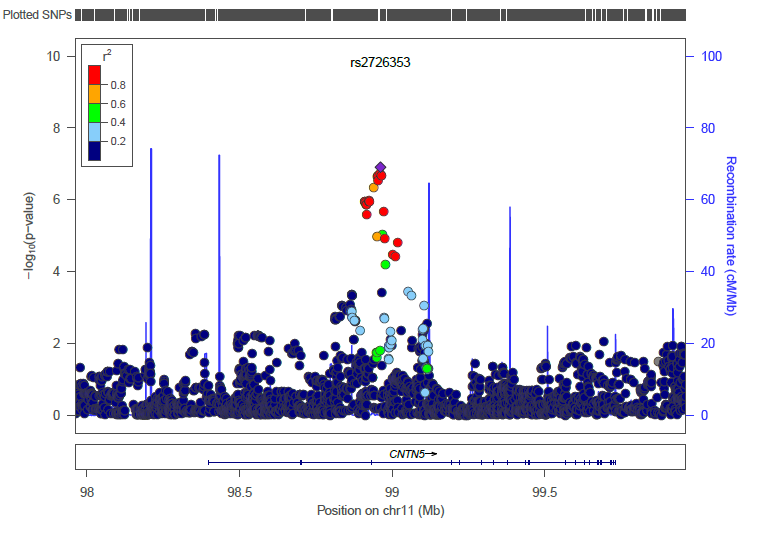 Plotted SNPs
rs2726353
r2
0.8
0.6
0.4
0.2
10
8
6
4
2
0
−log10(p−value)
100
80
60
40
20
0
Recombination rate (cM/Mb)
CNTN5
98
98.5
99
99.5
Position on chr11 (Mb)